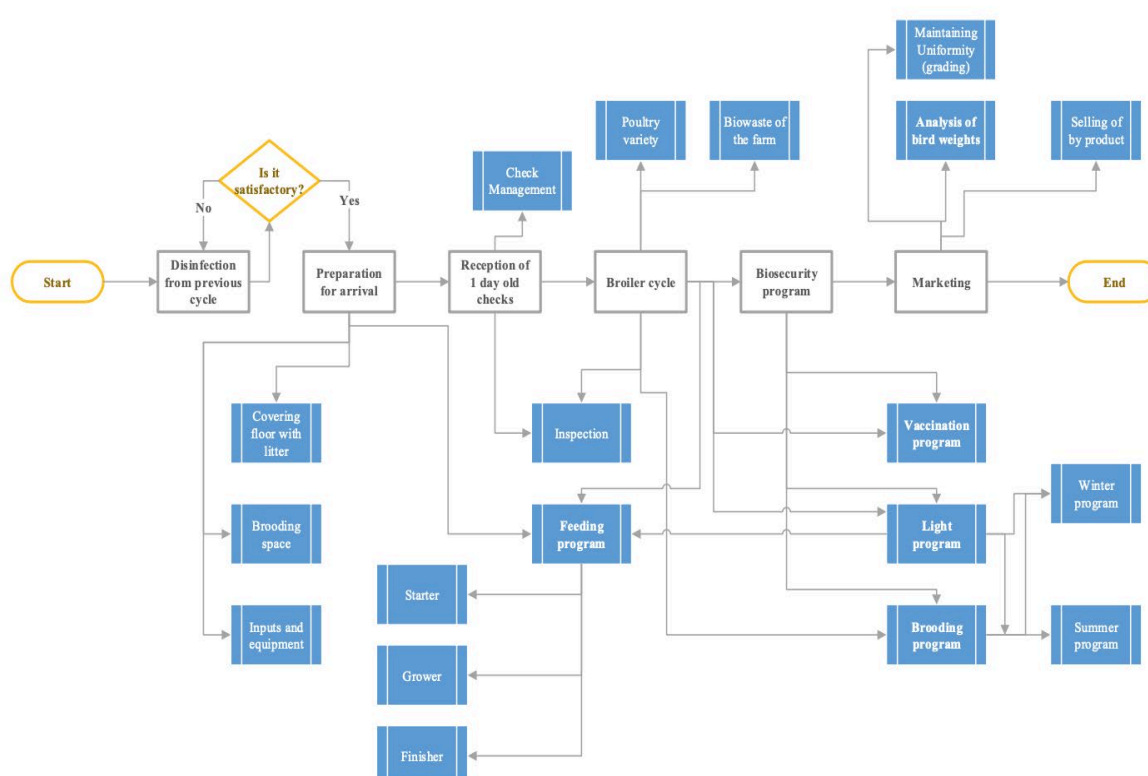 Maintaining
Uniformity
(grading)
Poultry
variety
Biowaste of
the farm
Analysis of
bird weights
Selling of
by product
Is it
satisfactory?
Check
Management
No
Yes
Start
Disinfection
from previous
cycle
Preparation
for arrival
Reception of
1 day old
checks
Broiler cycle
Biosecurity
program
Marketing
End
Covering
floor with
litter
Inspection
Vaccination
program
Brooding
space
Feeding
program
Light
program
Winter
program
Starter
Inputs and
equipment
Brooding
program
Summer
program
Grower
Finisher